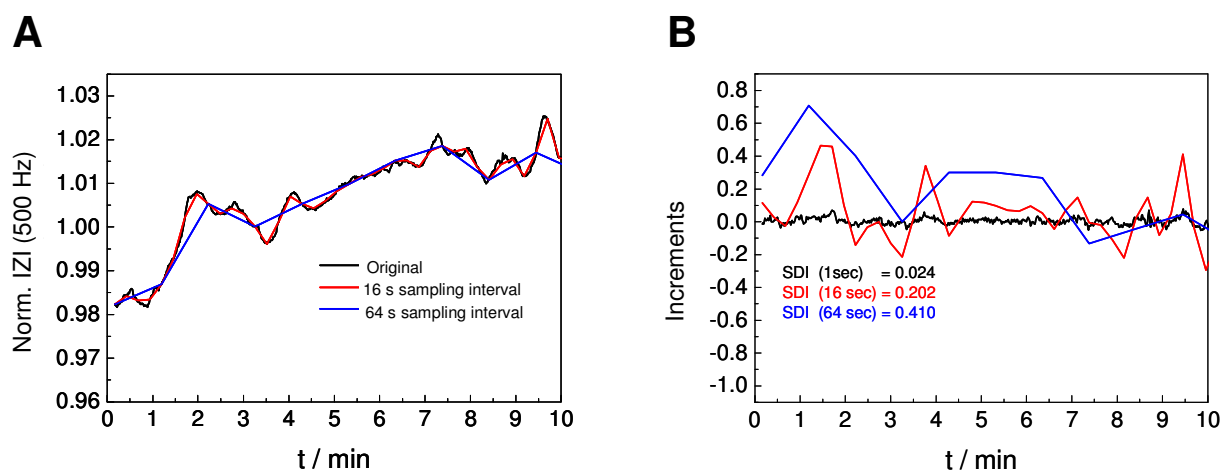 A
B
Norm. IZI (500 Hz)
1.03
1.02
1.01
1.00
0.99
0.98
0.97
0.96
Original
16 s sampling interval
64 s sampling interval
0 1 2 3 4 5 6 7 8 9 10
t / min
Increments
0.8
0.6
0.4
0.2
0.0
-0.2
-0.4
-0.6
-0.8
-1.0
SDI (1sec) = 0.024
SDI (16 sec) = 0.202
SDI (64 sec) = 0.410
0 1 2 3 4 5 6 7 8 9 10
t / min